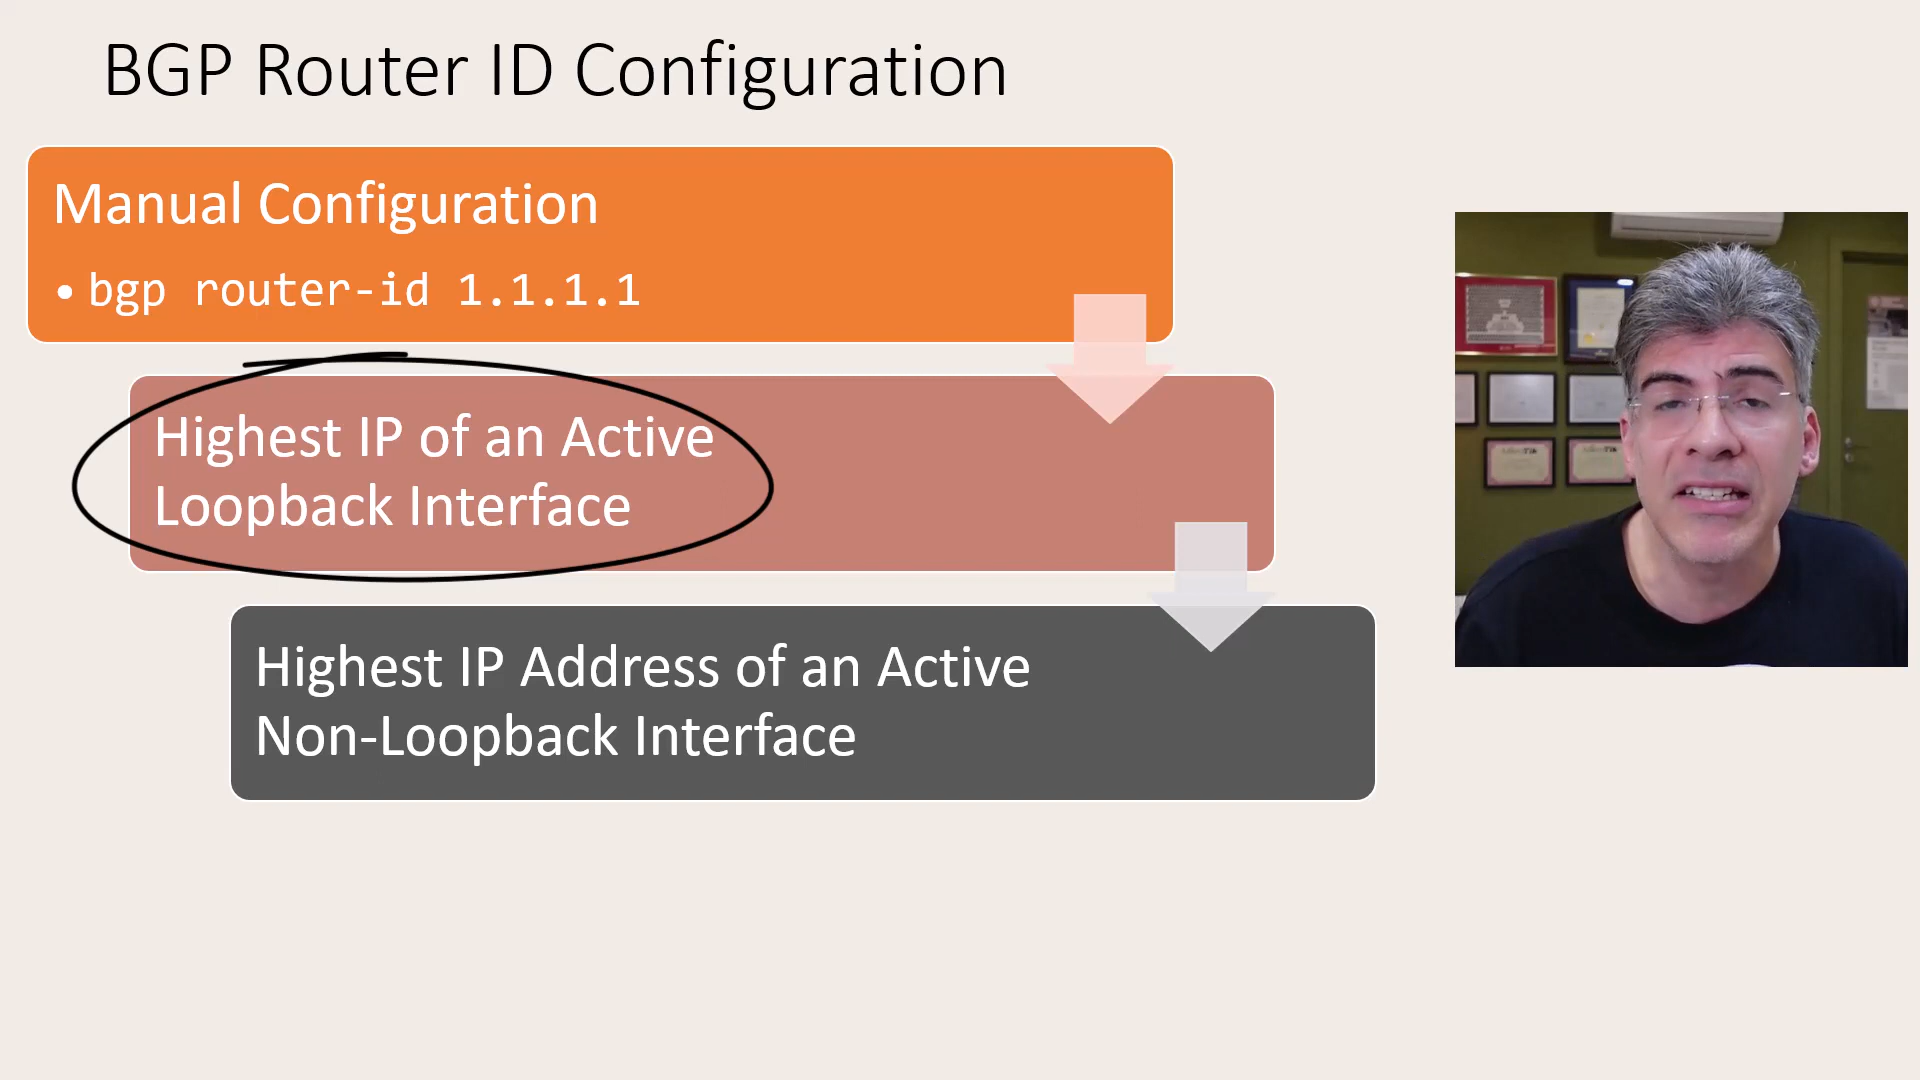 BGP Router ID Configuration
Manual Configuration
• bgp router-id 1.1.1.1
Highest IP of an Active
Loopback Interface
Highest IP Address of an Active
Non-Loopback Interface